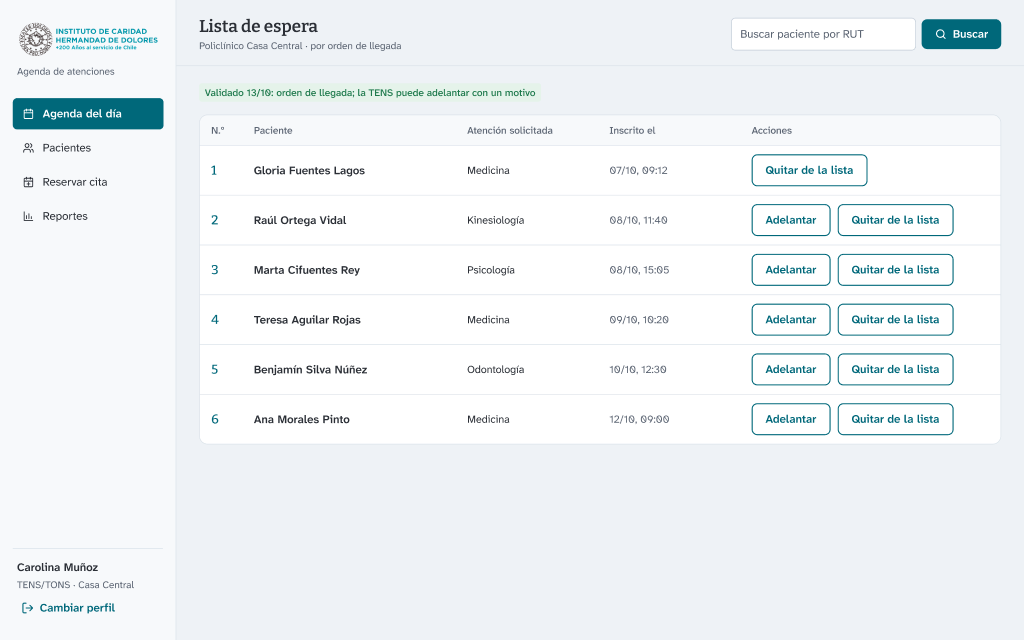 INSTITUTO DE CARIDAD
HERMANDAD DE DOLORES
+200 Años al servicio de Chile
Agenda de atenciones
Agenda del día
Pacientes
Reservar cita
Reportes
Carolina Muñoz
TENS/TONS · Casa Central
Cambiar perfil
Lista de espera
Policlínico Casa Central · por orden de llegada
Buscar paciente por RUT
Buscar
Validado 13/10: orden de llegada; la TENS puede adelantar con un motivo
N.° Paciente Atención solicitada Inscrito el Acciones
1 Gloria Fuentes Lagos Medicina 07/10, 09:12 Quitar de la lista
2 Raúl Ortega Vidal Kinesiología 08/10, 11:40 Adelantar Quitar de la lista
3 Marta Cifuentes Rey Psicología 08/10, 15:05 Adelantar Quitar de la lista
4 Teresa Aguilar Rojas Medicina 09/10, 10:20 Adelantar Quitar de la lista
5 Benjamín Silva Núñez Odontología 10/10, 12:30 Adelantar Quitar de la lista
6 Ana Morales Pinto Medicina 12/10, 09:00 Adelantar Quitar de la lista